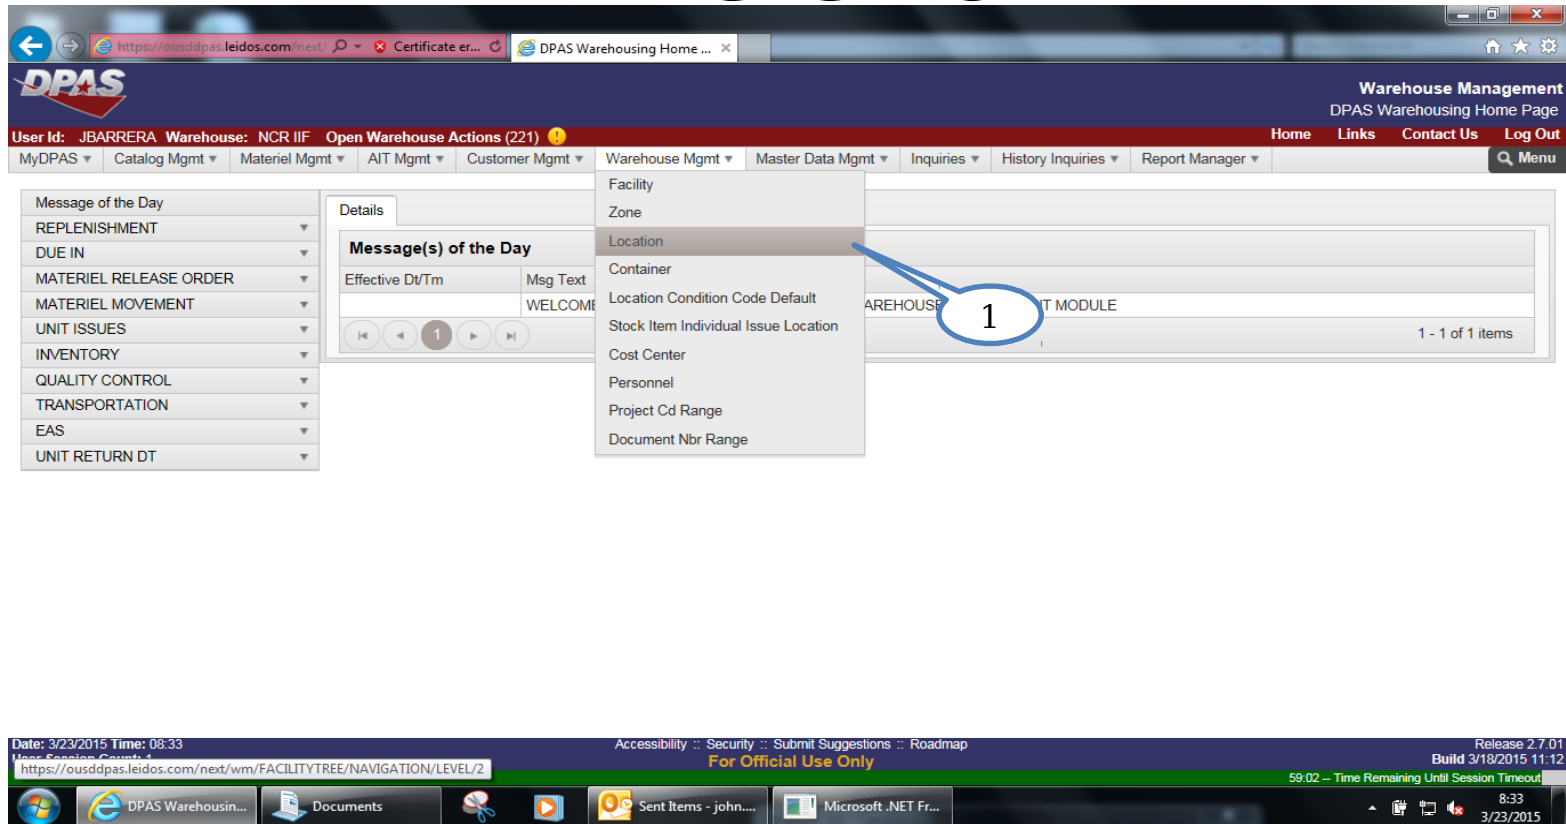 https://ousddpas.leidos.com/next/ Certificate er... DPAS Warehousing Home ...
DPAS
Warehouse Management
DPAS Warehousing Home Page
User Id: JBARRERA Warehouse: NCR IIF Open Warehouse Actions (221) Home Links Contact Us Log Out
MyDPAS Catalog Mgmt Materiel Mgmt AIT Mgmt Customer Mgmt Warehouse Mgmt Master Data Mgmt Inquiries History Inquiries Report Manager Menu
Message of the Day
REPLENISHMENT
DUE IN
MATERIEL RELEASE ORDER
MATERIEL MOVEMENT
UNIT ISSUES
INVENTORY
QUALITY CONTROL
TRANSPORTATION
EAS
UNIT RETURN DT
Details
Message(s) of the Day
Effective Dt/Tm Msg Text
WELCOME AREHOUSE T MODULE
1
1 - 1 of 1 items
Facility
Zone
Location
Container
Location Condition Code Default
Stock Item Individual Issue Location
Cost Center
Personnel
Project Cd Range
Document Nbr Range
1
Date: 3/23/2015 Time: 08:33 Accessibility :: Security :: Submit Suggestions :: Roadmap Release 2.7.01
For Official Use Only Build 3/18/2015 11:12
https://ousddpas.leidos.com/next/wm/FACILITYTREE/NAVIGATION/LEVEL/2
59:02 – Time Remaining Until Session Timeout
DPAS Warehousin... Documents Sent Items - john.... Microsoft .NET Fr... 8:33
3/23/2015